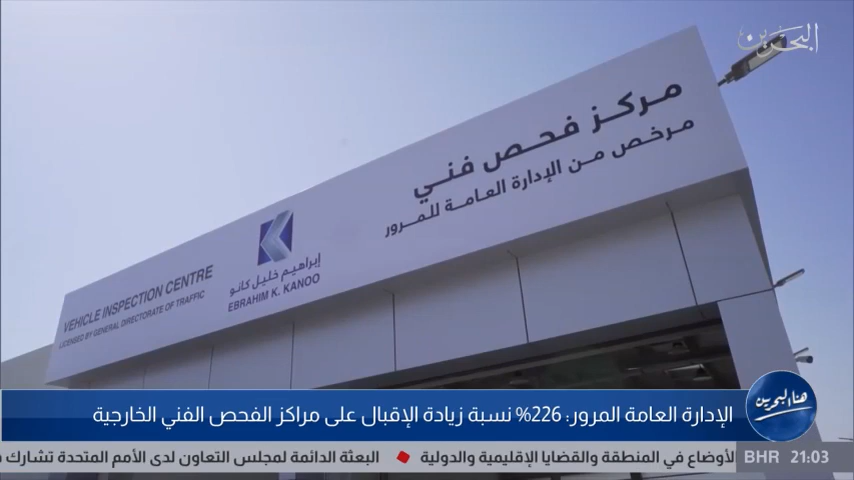 البحرين
مركز فحص فني
مرخص من الإدارة العامة للمرور
إبراهيم خليل كانو
EBRAHIM K. KANOO
VEHICLE INSPECTION CENTRE
LICENSED BY GENERAL DIRECTORATE OF TRAFFIC
هنا البحرين
الإدارة العامة المرور: 226% نسبة زيادة الإقبال على مراكز الفحص الفني الخارجية
BHR 21:03
الأوضاع في المنطقة والقضايا الإقليمية والدولية
البعثة الدائمة لمجلس التعاون لدى الأمم المتحدة تشارك